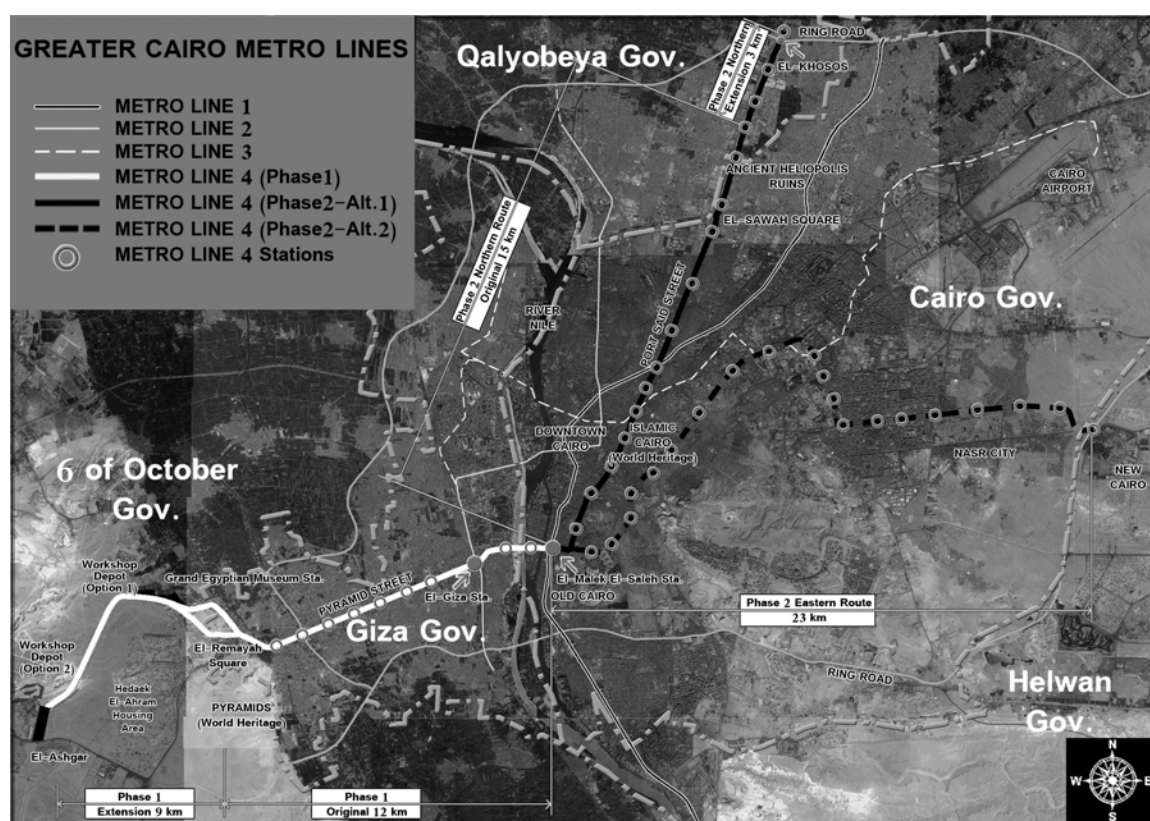 GREATER CAIRO METRO LINES
METRO LINE 1
METRO LINE 2
METRO LINE 3
METRO LINE 4 (Phase1)
METRO LINE 4 (Phase2-Alt.1)
METRO LINE 4 (Phase2-Alt.2)
METRO LINE 4 Stations
Qalyobeya Gov.
Phase 2 Northern
Extension 3 km
RING ROAD
EL-KHOSOS
ANCIENT HELIOPOLIS
RUINS
CAIRO
AIRPORT
EL-SAWAH SQUARE
Phase 2 Northern Route
Original 15 km
Cairo Gov.
RIVER
NILE
PORT SAID STREET
DOWNTOWN
CAIRO
ISLAMIC
CAIRO
(World Heritage)
NASR CITY
NEW
CAIRO
6 of October
Gov.
Workshop
Depot
(Option 1)
Grand Egyptian Museum Sta.
PYRAMID STREET
El-Giza Sta.
El-Malek El-Saleh Sta.
OLD CAIRO
Phase 2 Eastern Route
23 km
Giza Gov.
El-Remayah
Square
Workshop
Depot
(Option 2)
Hedaek
El-Ahram
Housing
Area
PYRAMIDS
(World Heritage)
RING ROAD
Helwan
Gov.
El-Ashgar
Phase 1
Extension 9 km
Phase 1
Original 12 km
N
W
E
S